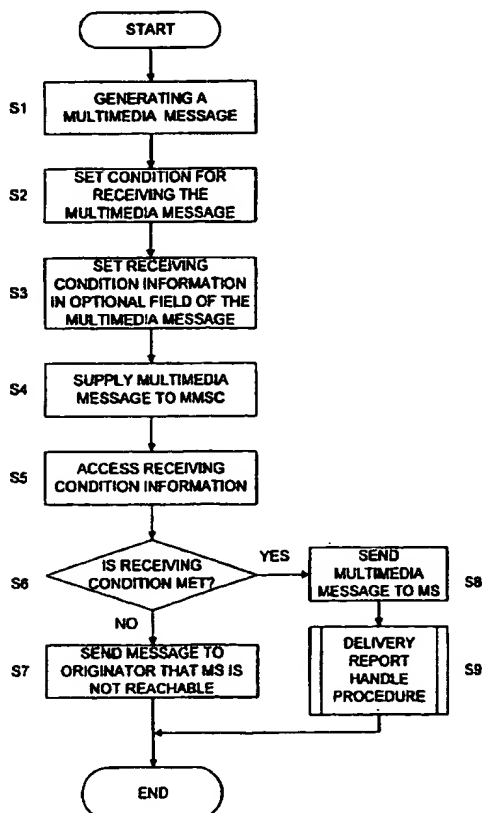 START
S1
GENERATING A
MULTIMEDIA MESSAGE
S2
SET CONDITION FOR
RECEIVING THE
MULTIMEDIA MESSAGE
S3
SET RECEIVING
CONDITION INFORMATION
IN OPTIONAL FIELD OF THE
MULTIMEDIA MESSAGE
S4
SUPPLY MULTIMEDIA
MESSAGE TO MMSC
S5
ACCESS RECEIVING
CONDITION INFORMATION
S6
IS RECEIVING
CONDITION MET?
YES
SEND
MULTIMEDIA
MESSAGE TO MS
S8
NO
S7
SEND MESSAGE TO
ORIGINATOR THAT MS IS
NOT REACHABLE
DELIVERY
REPORT
HANDLE
PROCEDURE
S9
END